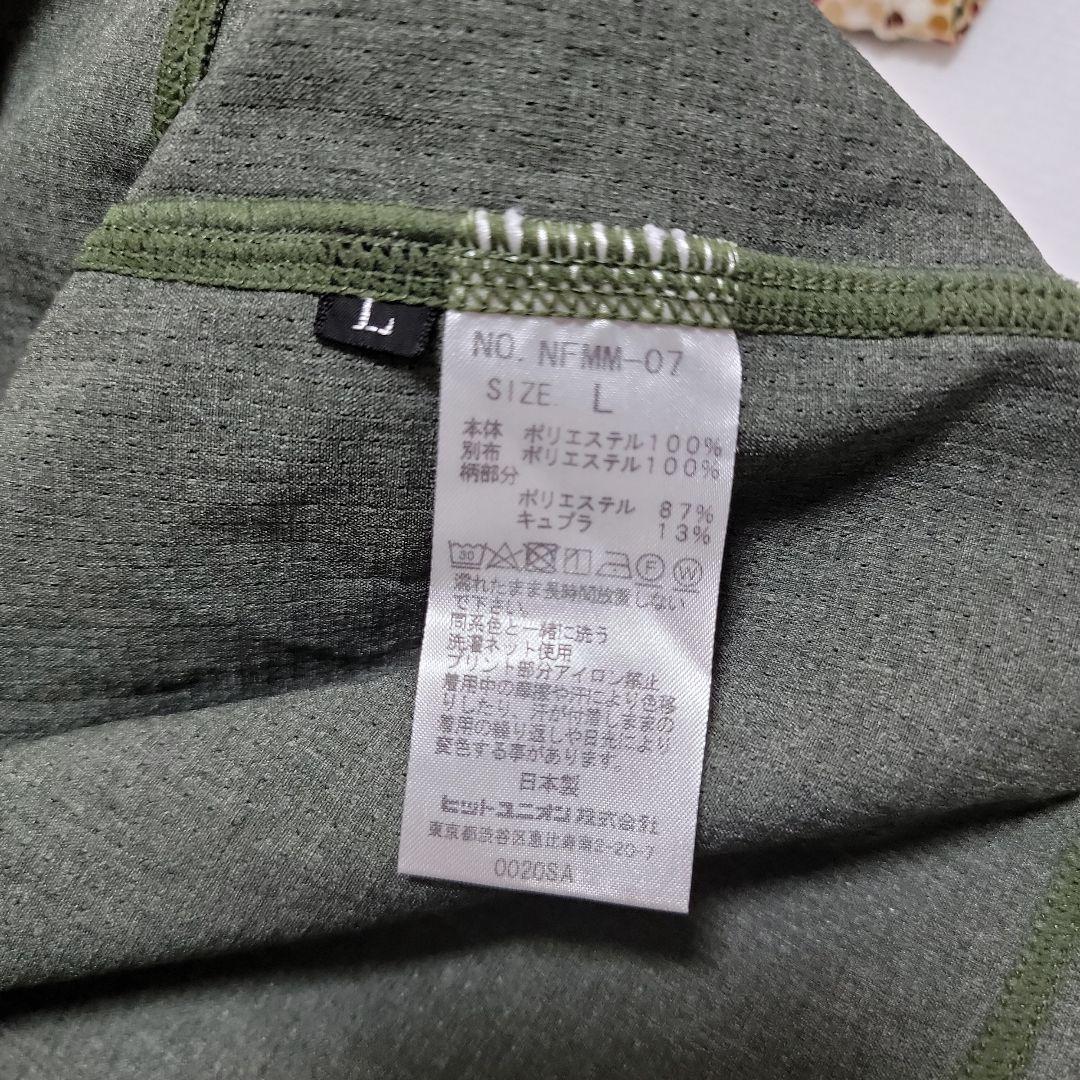 L
NO. NFMM-07
SIZE. L
本体 ポリエステル100%
別布 ポリエステル100%
柄部分
ポリエステル 87%
キュプラ 13%
30
F
W
濡れたまま長時間放置しない
で下さい。
同系色と一緒に洗う
洗濯ネット使用
プリント部分アイロン禁止
着用中の摩擦や汗により色移
りしたり、汗が付着しままの
着用の繰り返しや日光により
変色する事があります。
日本製
ヒットユニオン株式会社
東京都渋谷区恵比寿南2-20-7
0020SA